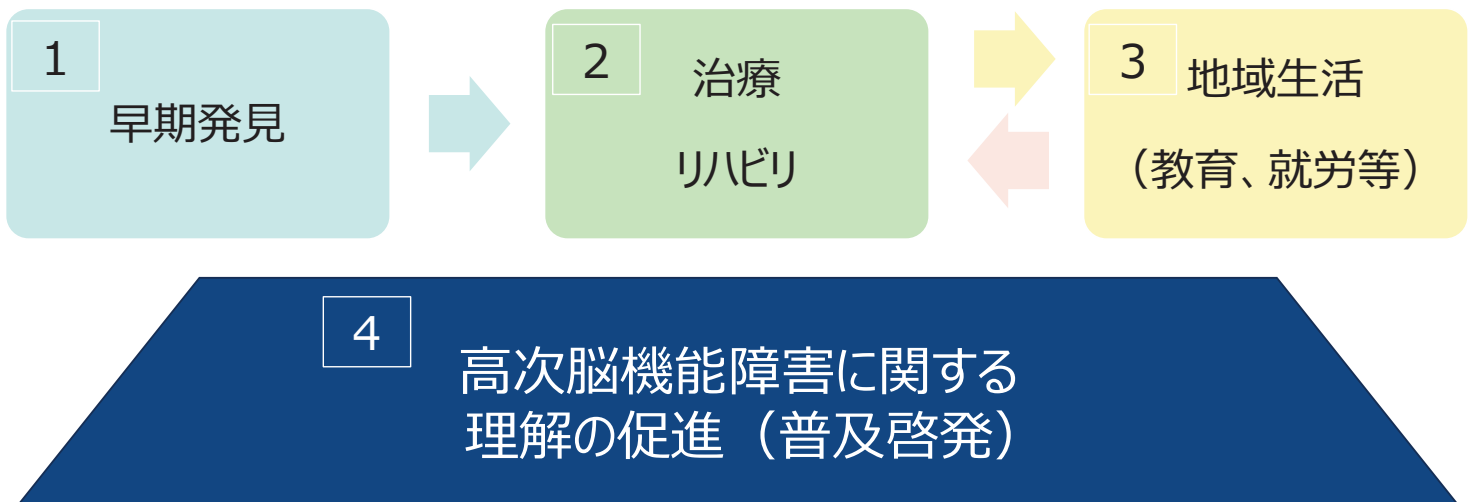 1
早期発見
2
治療
リハビリ
3
地域生活
（教育、就労等）
4
高次脳機能障害に関する
理解の促進（普及啓発）